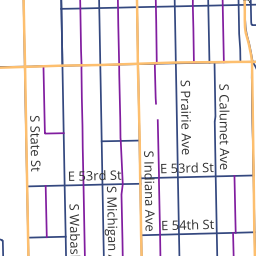 S State St
S Prairie Ave
S Calumet Ave
S Indiana Ave
E 53rd St
E 53rd St
S Michigan
S Wabas
E 54th St